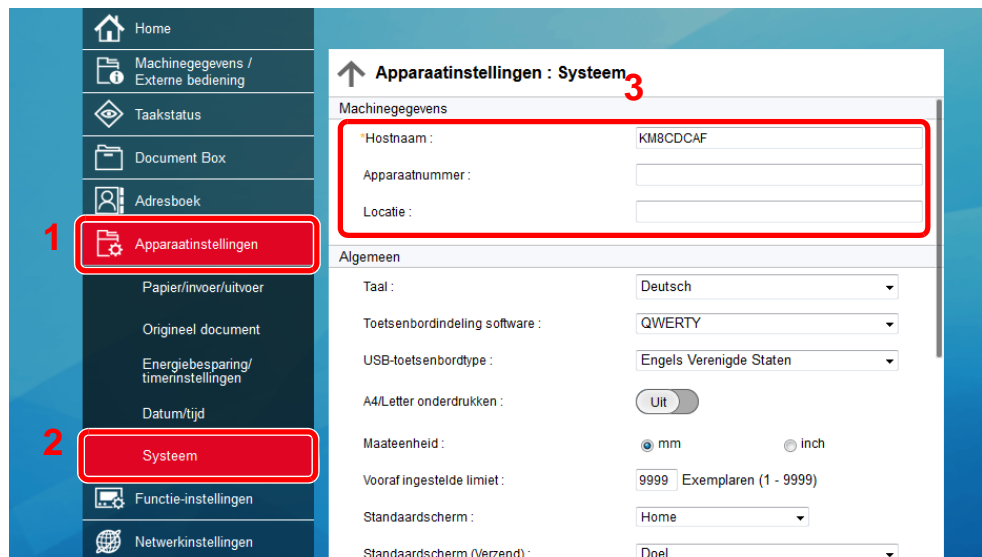 Home
Machinegegevens /
Externe bediening
Taakstatus
Document Box
Adresboek
1
Apparaatinstellingen
Papier/invoer/uitvoer
Origineel document
Energiebesparing/
timerinstellingen
Datum/tijd
2
Systeem
Functie-instellingen
Netwerkinstellingen
Apparaatinstellingen : Systeem
3
Machinegegevens
*Hostnaam : KM8CDCAF
Apparaatnummer :
Locatie :
Algemeen
Taal : Deutsch
Toetsenbordindeling software : QWERTY
USB-toetsenbordtype : Engels Verenigde Staten
A4/Letter onderdrukken : Uit
Maateenheid : mm inch
Vooraf ingestelde limiet : 9999 Exemplaren (1 - 9999)
Standaardscherm : Home
Standaardscherm (Verzend) : Doel